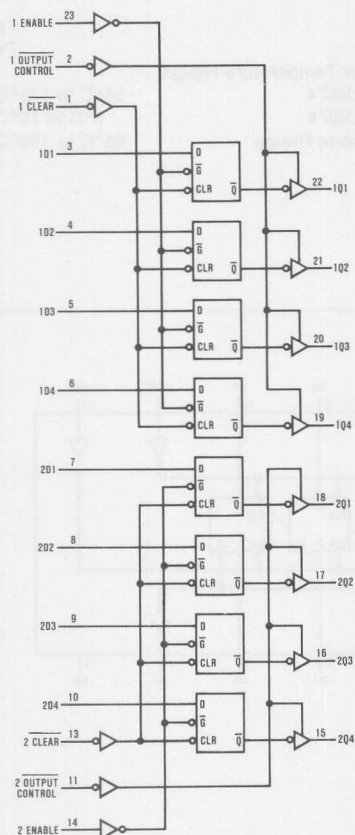 1 ENABLE 23
1 OUTPUT CONTROL 2
1 CLEAR 1
1D1 3
D
G
CLR Q
22 1Q1
1D2 4
D
G
CLR Q
21 1Q2
1D3 5
D
G
CLR Q
20 1Q3
1D4 6
D
G
CLR Q
19 1Q4
2D1 7
D
G
CLR Q
18 2Q1
2D2 8
D
G
CLR Q
17 2Q2
2D3 9
D
G
CLR Q
16 2Q3
2D4 10
D
G
CLR Q
15 2Q4
2 CLEAR 13
2 OUTPUT CONTROL 11
2 ENABLE 14